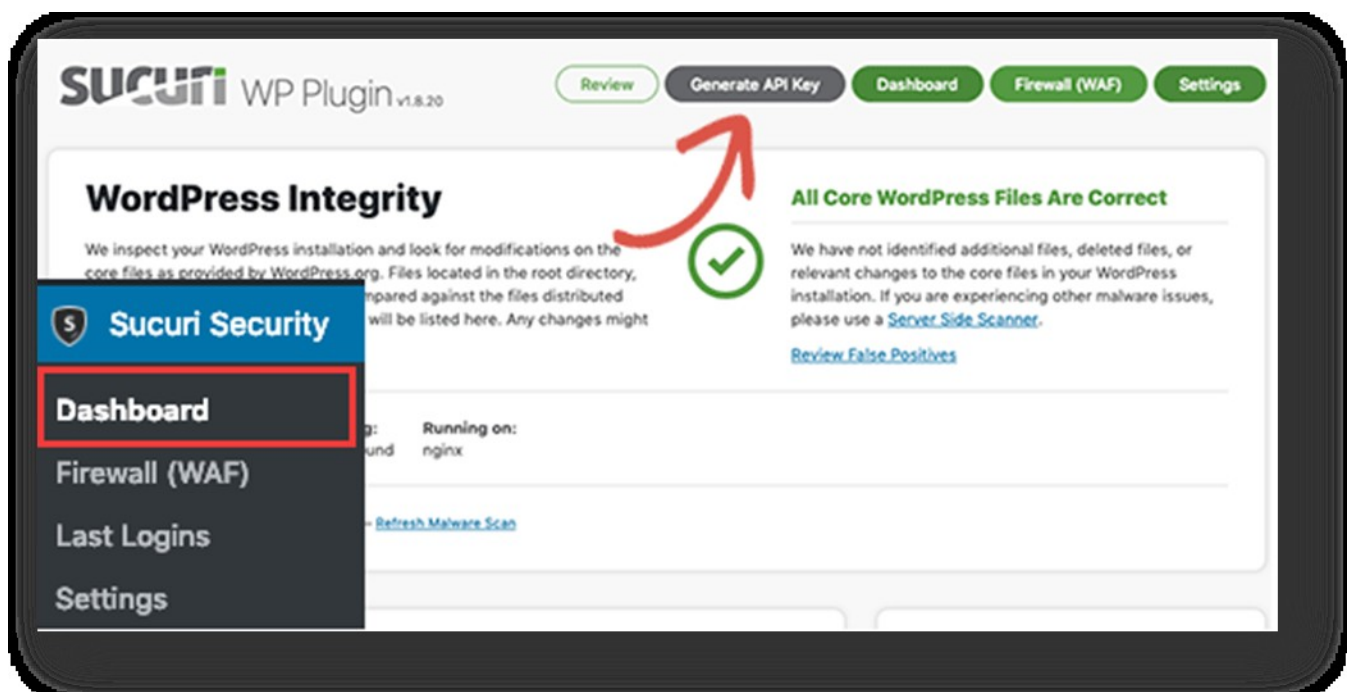 SUCURI WP Plugin v1.8.20
Review
Generate API Key
Dashboard
Firewall (WAF)
Settings
WordPress Integrity
We inspect your WordPress installation and look for modifications on the
core files as provided by WordPress.org. Files located in the root directory,
mpared against the files distributed
will be listed here. Any changes might
All Core WordPress Files Are Correct
We have not identified additional files, deleted files, or
relevant changes to the core files in your WordPress
installation. If you are experiencing other malware issues,
please use a Server Side Scanner.
Review False Positives
g: Running on:
ound nginx
– Refresh Malware Scan
S Sucuri Security
Dashboard
Firewall (WAF)
Last Logins
Settings